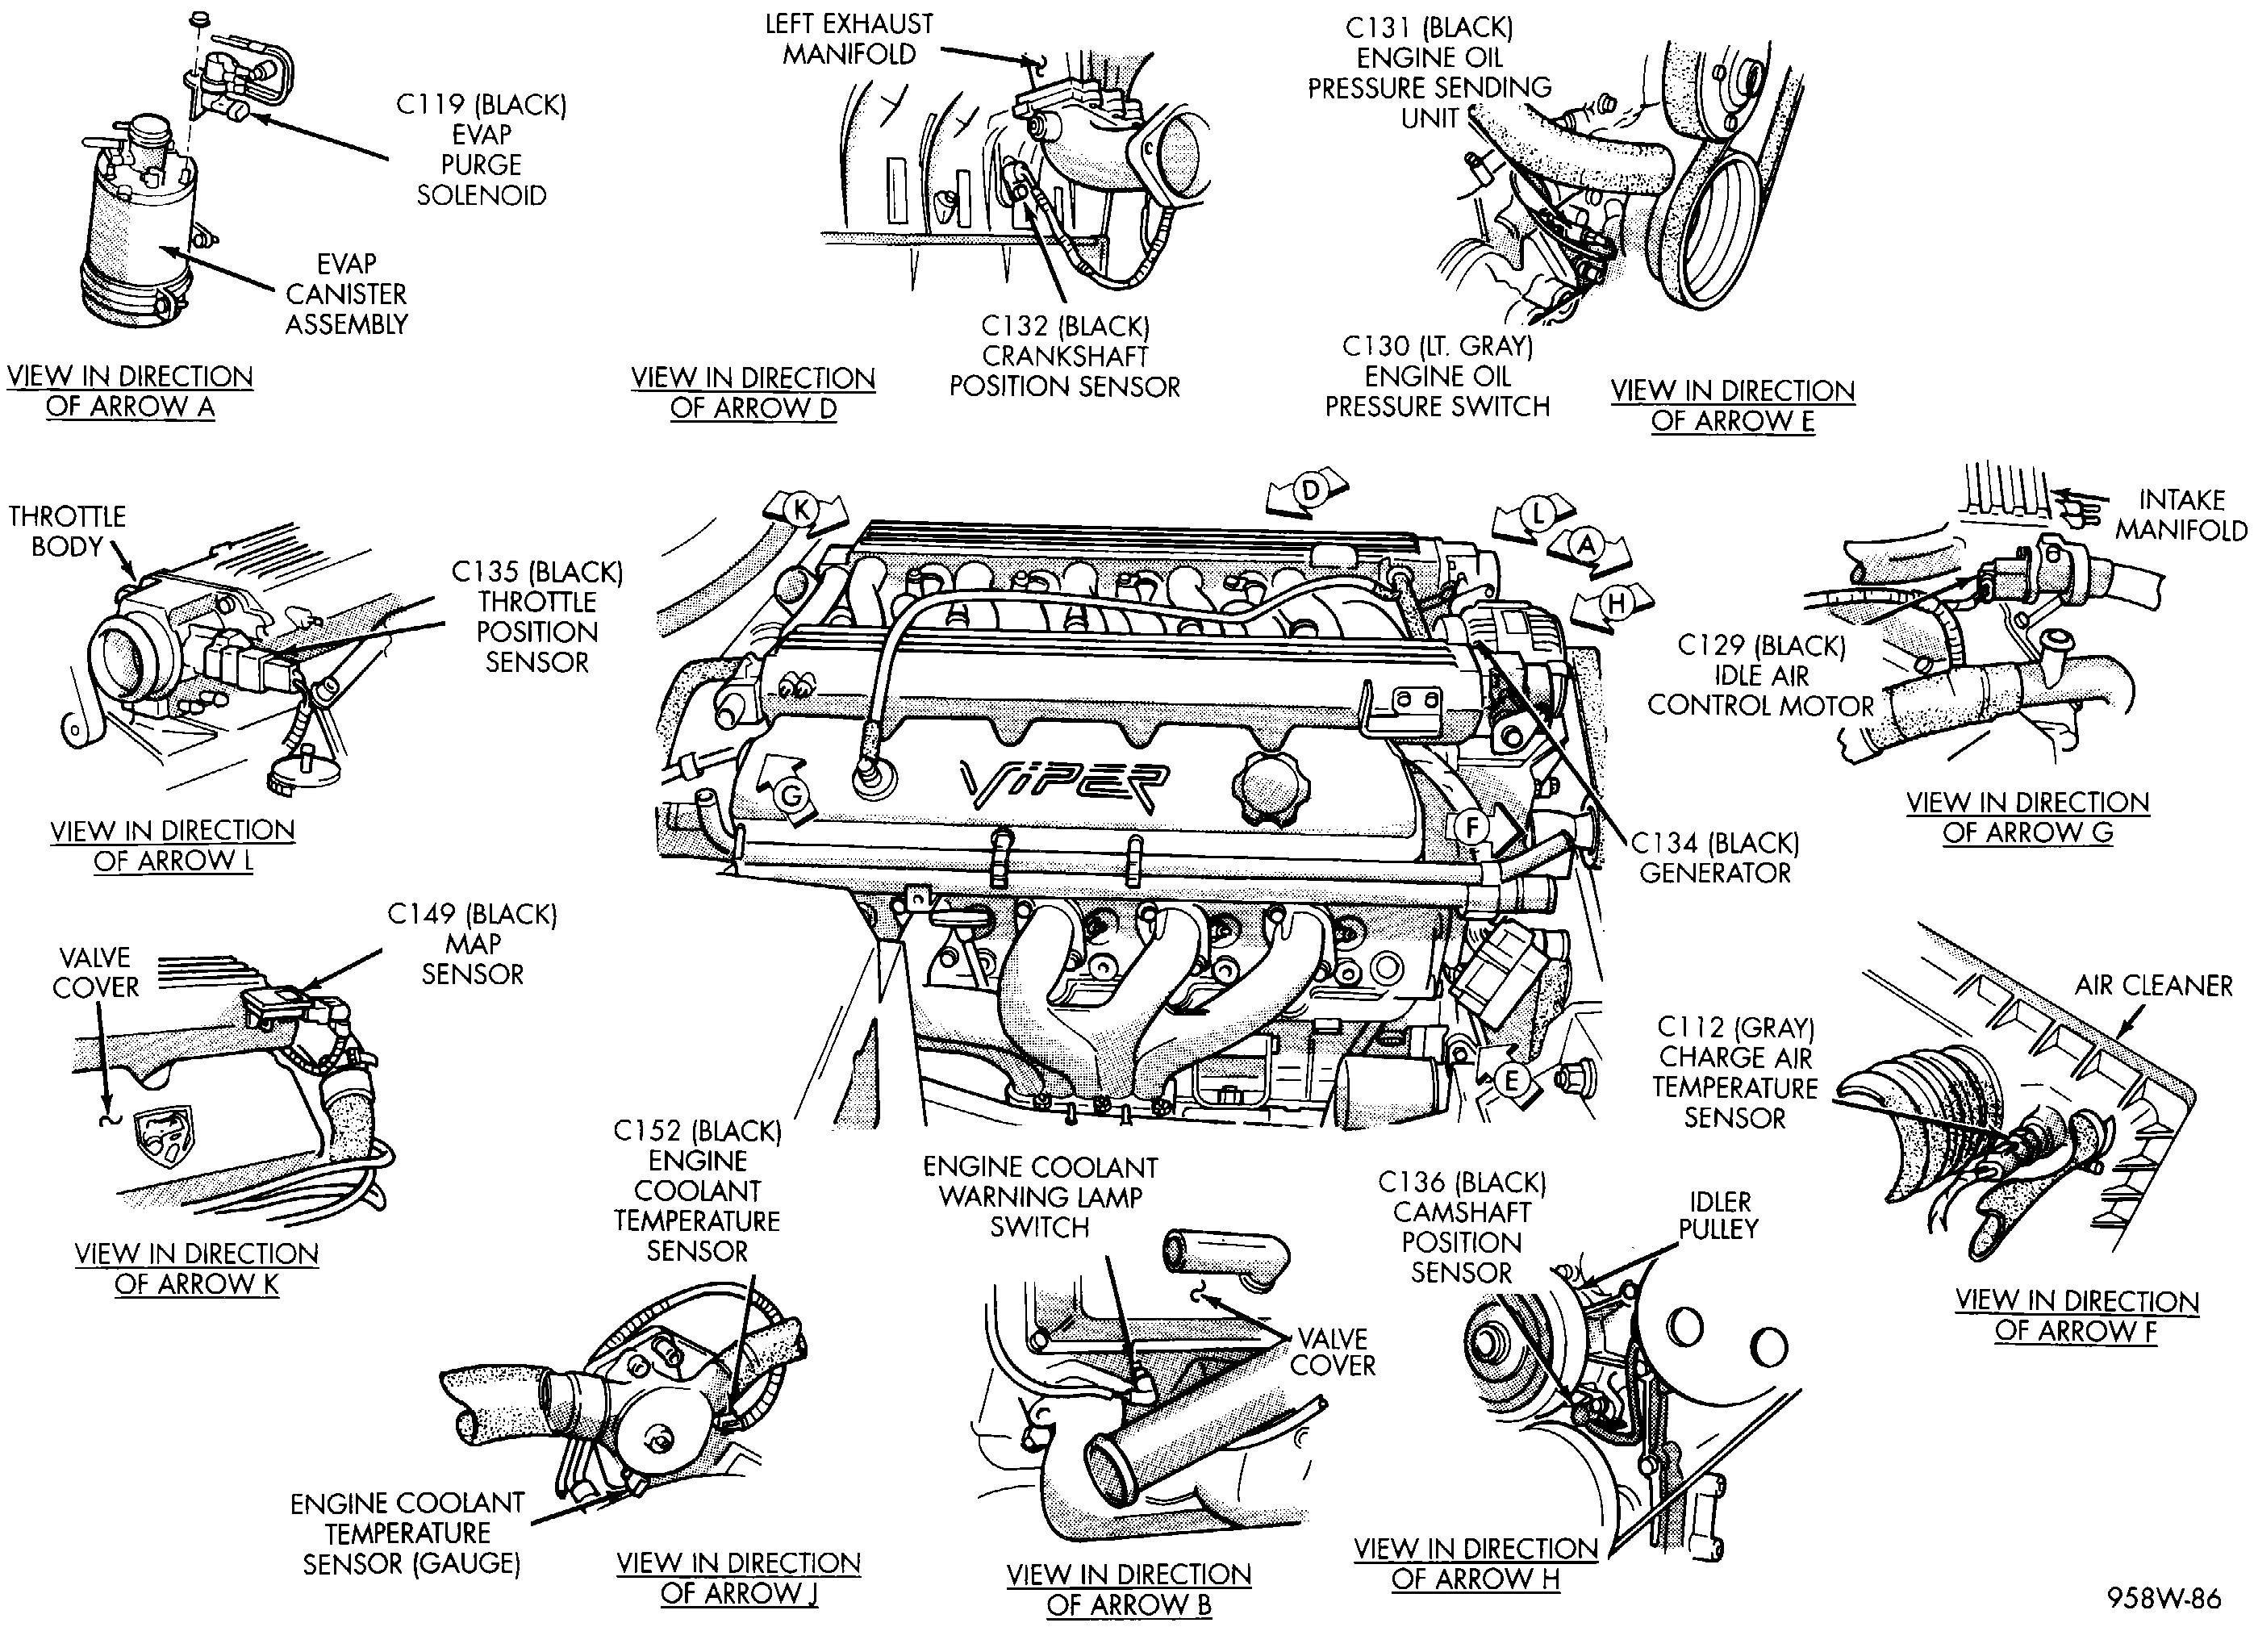 LEFT EXHAUST
MANIFOLD
C131 (BLACK)
ENGINE OIL
PRESSURE SENDING
UNIT
C119 (BLACK)
EVAP
PURGE
SOLENOID
EVAP
CANISTER
ASSEMBLY
VIEW IN DIRECTION
OF ARROW A
C132 (BLACK)
CRANKSHAFT
POSITION SENSOR
VIEW IN DIRECTION
OF ARROW D
C130 (LT. GRAY)
ENGINE OIL
PRESSURE SWITCH
VIEW IN DIRECTION
OF ARROW E
THROTTLE
BODY
C135 (BLACK)
THROTTLE
POSITION
SENSOR
VIEW IN DIRECTION
OF ARROW L
K
D
L
A
H
G
VIPER
F
E
C134 (BLACK)
GENERATOR
INTAKE
MANIFOLD
C129 (BLACK)
IDLE AIR
CONTROL MOTOR
VIEW IN DIRECTION
OF ARROW G
C149 (BLACK)
MAP
SENSOR
VALVE
COVER
VIEW IN DIRECTION
OF ARROW K
AIR CLEANER
C112 (GRAY)
CHARGE AIR
TEMPERATURE
SENSOR
VIEW IN DIRECTION
OF ARROW F
C152 (BLACK)
ENGINE
COOLANT
TEMPERATURE
SENSOR
ENGINE COOLANT
TEMPERATURE
SENSOR (GAUGE)
VIEW IN DIRECTION
OF ARROW J
ENGINE COOLANT
WARNING LAMP
SWITCH
VALVE
COVER
VIEW IN DIRECTION
OF ARROW B
C136 (BLACK)
CAMSHAFT
POSITION
SENSOR
IDLER
PULLEY
VIEW IN DIRECTION
OF ARROW H
958W-86